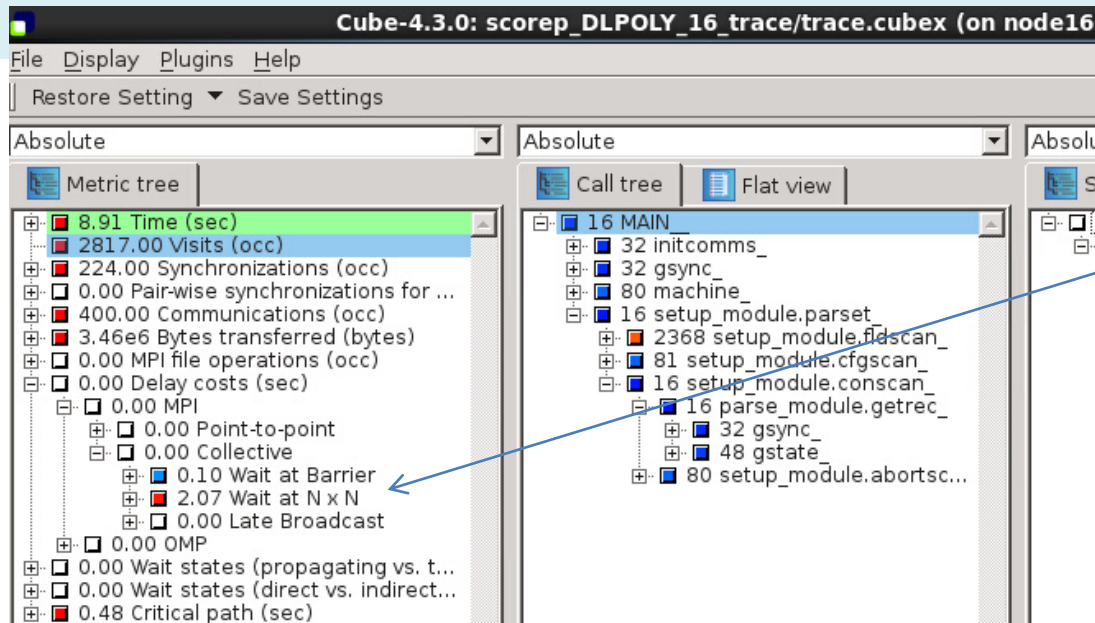 Cube-4.3.0: scorep_DLPOLY_16_trace/trace.cubex (on node16
File Display Plugins Help
Restore Setting Save Settings
Absolute
Metric tree
8.91 Time (sec)
2817.00 Visits (occ)
224.00 Synchronizations (occ)
0.00 Pair-wise synchronizations for ...
400.00 Communications (occ)
3.46e6 Bytes transferred (bytes)
0.00 MPI file operations (occ)
0.00 Delay costs (sec)
0.00 MPI
0.00 Point-to-point
0.00 Collective
0.10 Wait at Barrier
2.07 Wait at N x N
0.00 Late Broadcast
0.00 OMP
0.00 Wait states (propagating vs. t...
0.00 Wait states (direct vs. indirect...
0.48 Critical path (sec)
Absolute
Call tree Flat view
16 MAIN__
32 initcomms_
32 gsync_
80 machine_
16 setup_module.parset_
2368 setup_module.fldscan_
81 setup_module.cfgscan_
16 setup_module.conscan_
16 parse_module.getrec_
32 gsync_
48 gstate_
80 setup_module.abortsc...
Absolu
S